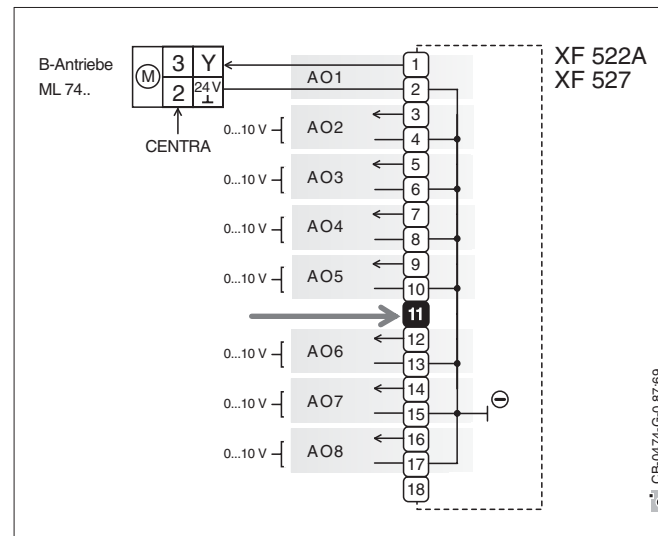 B-Antriebe
ML 74..
M
3 Y
2 24 V
CENTRA
XF 522A
XF 527
AO1
0...10 V AO2
0...10 V AO3
0...10 V AO4
0...10 V AO5
0...10 V AO6
0...10 V AO7
0...10 V AO8
1
2
3
4
5
6
7
8
9
10
11
12
13
14
15
16
17
18